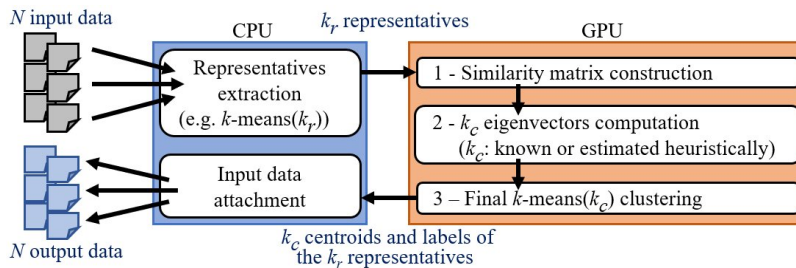 N input data
CPU
k_r representatives
GPU
Representatives
extraction
(e.g. k-means(k_r))
1 - Similarity matrix construction
2 - k_c eigenvectors computation
(k_c: known or estimated heuristically)
3 – Final k-means(k_c) clustering
Input data
attachment
N output data
k_c centroids and labels of
the k_r representatives